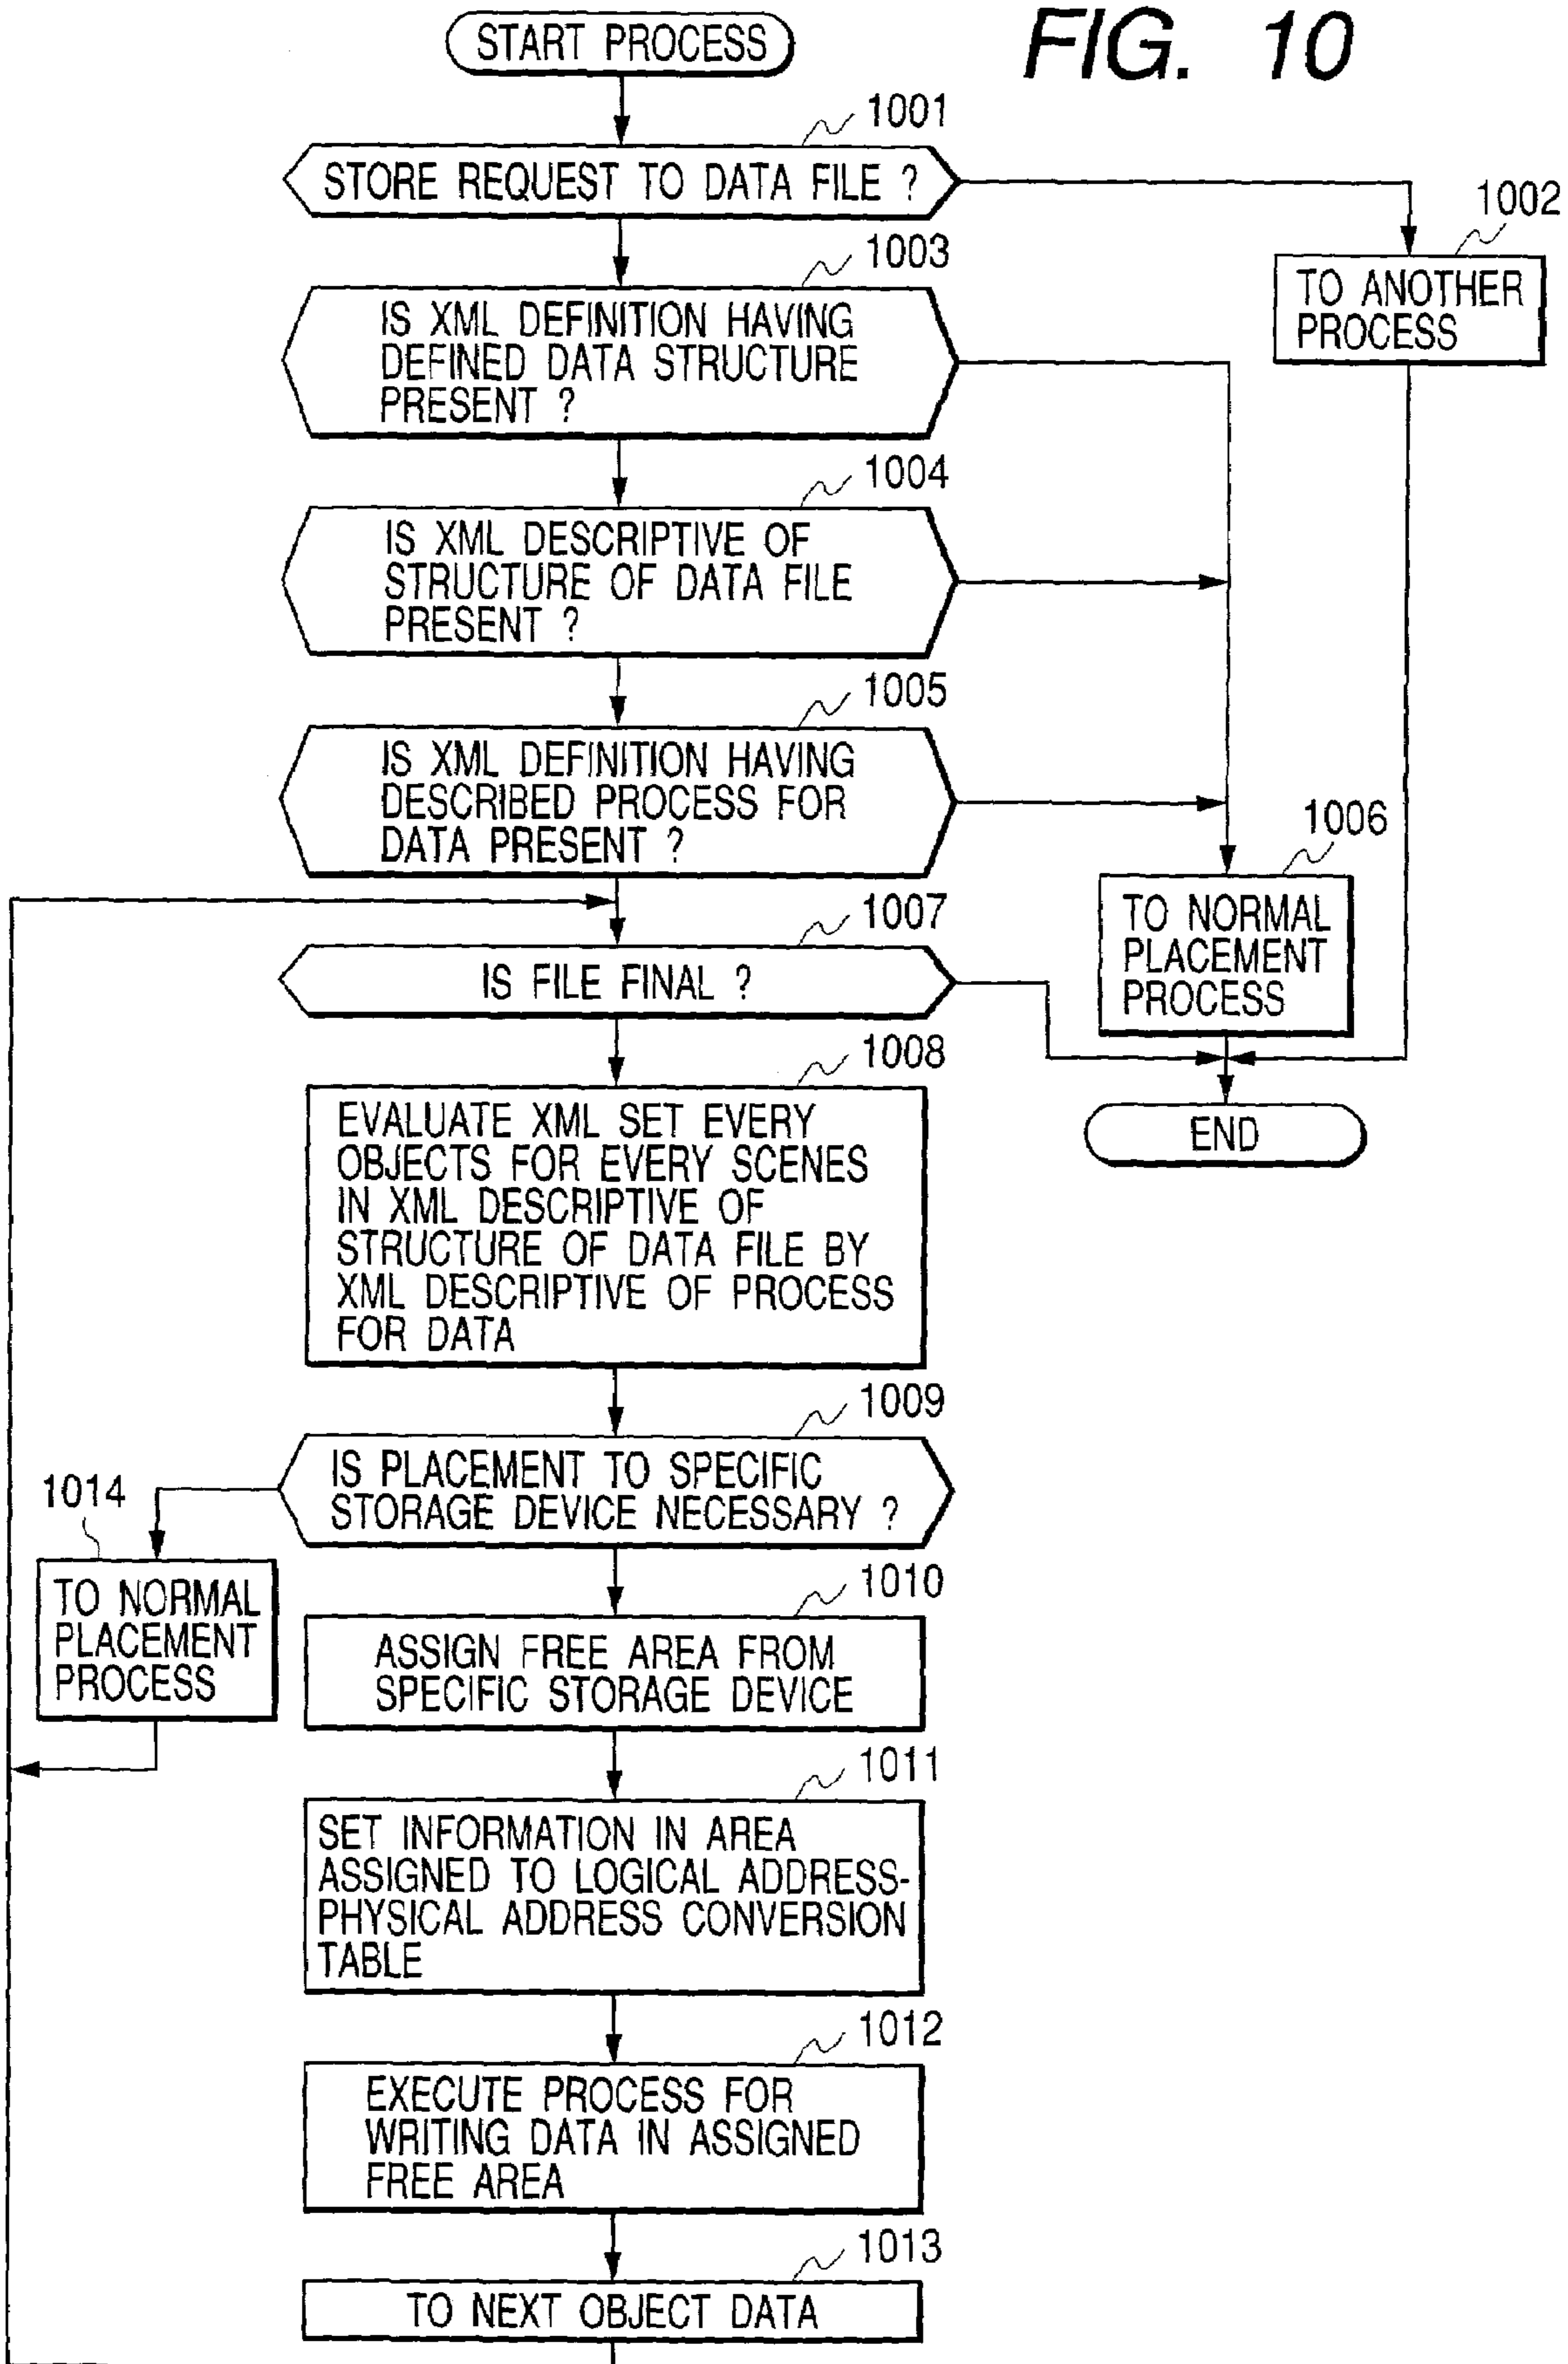 START PROCESS
FIG. 10
1001
STORE REQUEST TO DATA FILE ?
1002
TO ANOTHER
PROCESS
1003
IS XML DEFINITION HAVING
DEFINED DATA STRUCTURE
PRESENT ?
1004
IS XML DESCRIPTIVE OF
STRUCTURE OF DATA FILE
PRESENT ?
1005
IS XML DEFINITION HAVING
DESCRIBED PROCESS FOR
DATA PRESENT ?
1006
TO NORMAL
PLACEMENT
PROCESS
1007
IS FILE FINAL ?
END
1008
EVALUATE XML SET EVERY
OBJECTS FOR EVERY SCENES
IN XML DESCRIPTIVE OF
STRUCTURE OF DATA FILE BY
XML DESCRIPTIVE OF PROCESS
FOR DATA
1009
IS PLACEMENT TO SPECIFIC
STORAGE DEVICE NECESSARY ?
1014
TO NORMAL
PLACEMENT
PROCESS
1010
ASSIGN FREE AREA FROM
SPECIFIC STORAGE DEVICE
1011
SET INFORMATION IN AREA
ASSIGNED TO LOGICAL ADDRESS-
PHYSICAL ADDRESS CONVERSION
TABLE
1012
EXECUTE PROCESS FOR
WRITING DATA IN ASSIGNED
FREE AREA
1013
TO NEXT OBJECT DATA